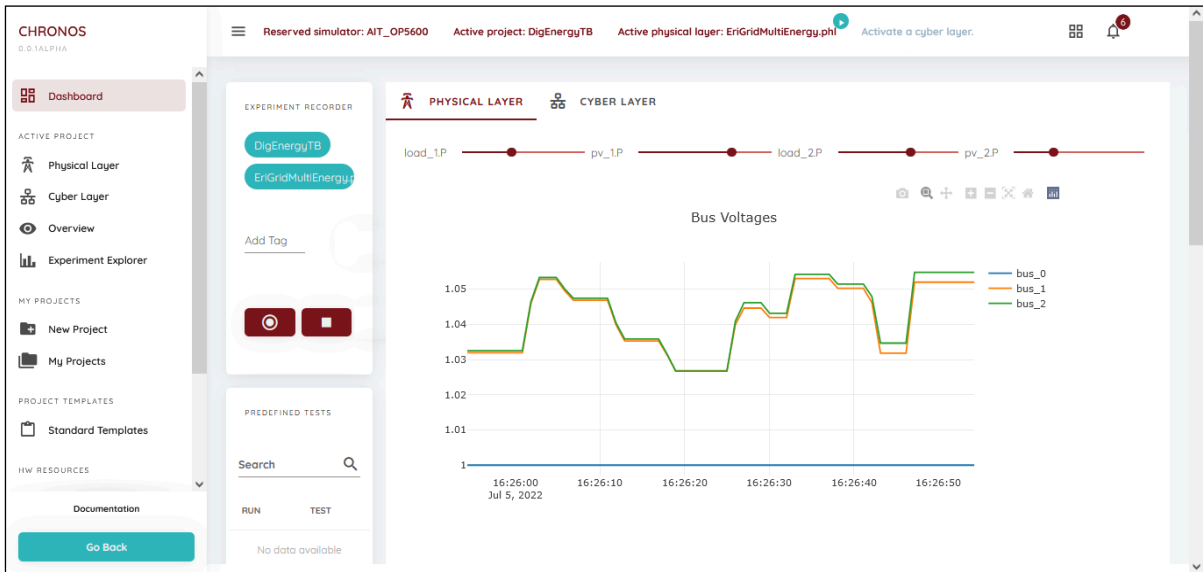 CHRONOS
0.0.1ALPHA
Dashboard
ACTIVE PROJECT
Physical Layer
Cyber Layer
Overview
Experiment Explorer
MY PROJECTS
New Project
My Projects
PROJECT TEMPLATES
Standard Templates
HW RESOURCES
Documentation
Go Back
Reserved simulator: AIT_OP5600 Active project: DigEnergyTB Active physical layer: EriGridMultiEnergy.phl Activate a cyber layer. 6
EXPERIMENT RECORDER
DigEnergyTB
EriGridMultiEnergy.p
Add Tag
PREDEFINED TESTS
Search
RUN TEST
No data available
PHYSICAL LAYER CYBER LAYER
load_1.P pv_1.P load_2.P pv_2.P
Bus Voltages
1.05
1.04
1.03
1.02
1.01
1
16:26:00 16:26:10 16:26:20 16:26:30 16:26:40 16:26:50
Jul 5, 2022
bus_0
bus_1
bus_2